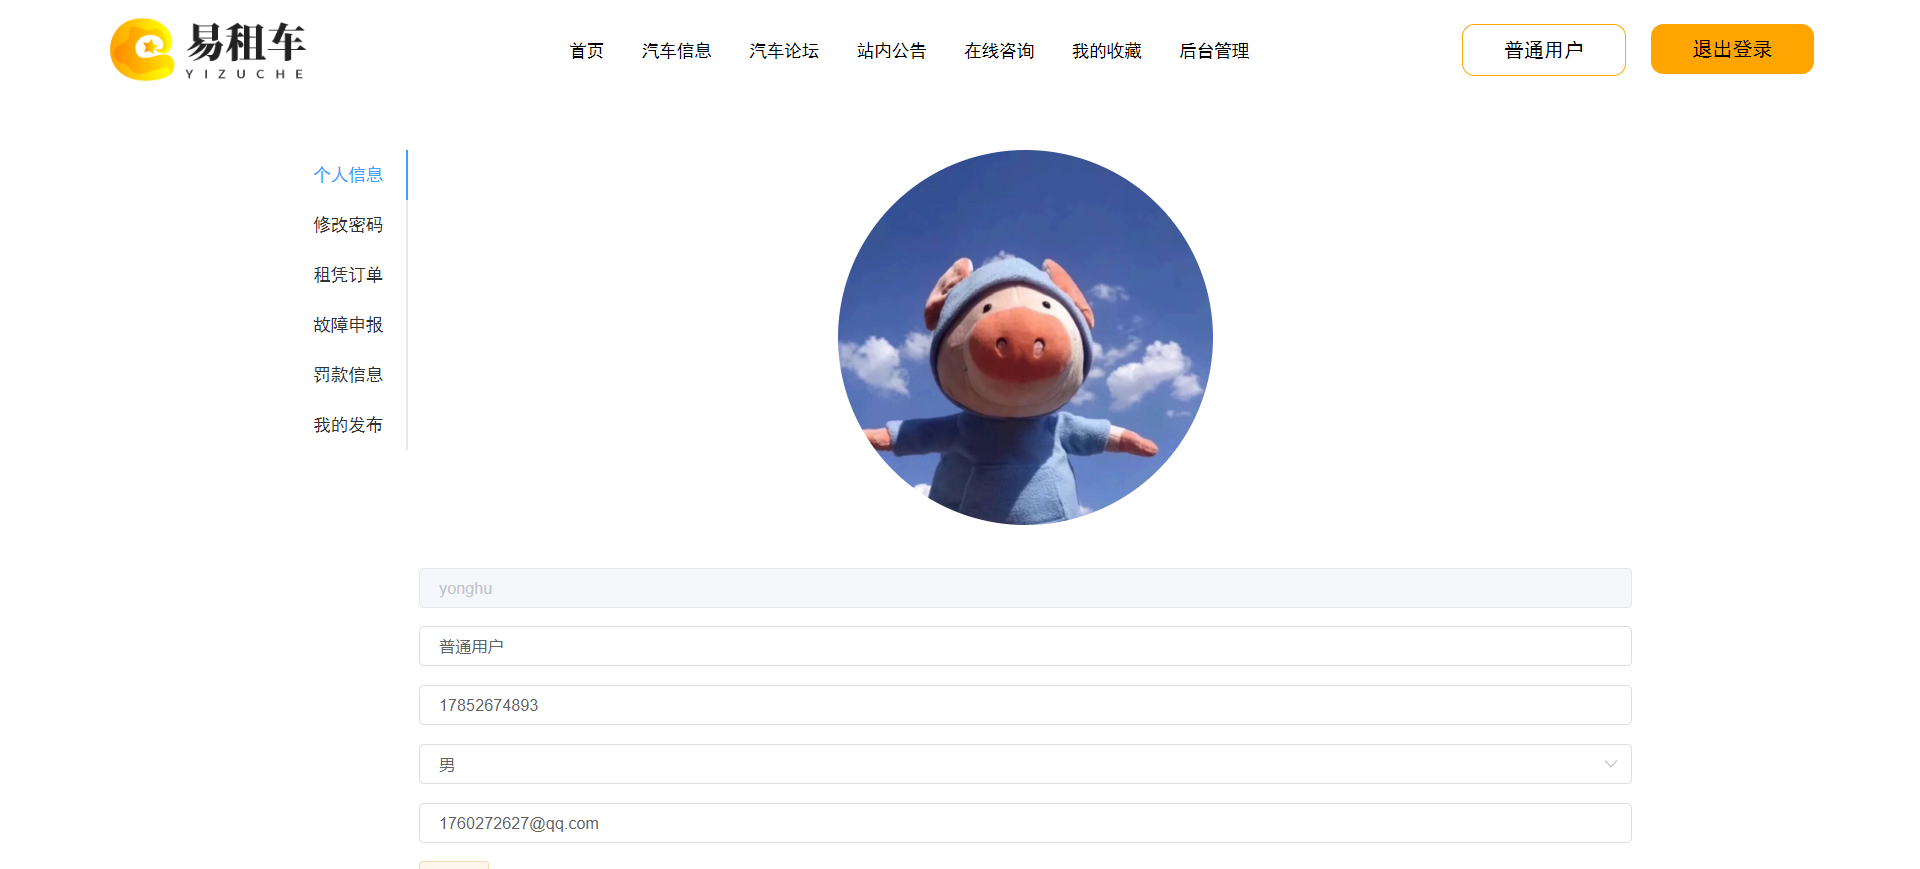 易租车
YIZUCHE
首页 汽车信息 汽车论坛 站内公告 在线咨询 我的收藏 后台管理
普通用户
退出登录
个人信息
修改密码
租凭订单
故障申报
罚款信息
我的发布
yonghu
普通用户
17852674893
男
1760272627@qq.com